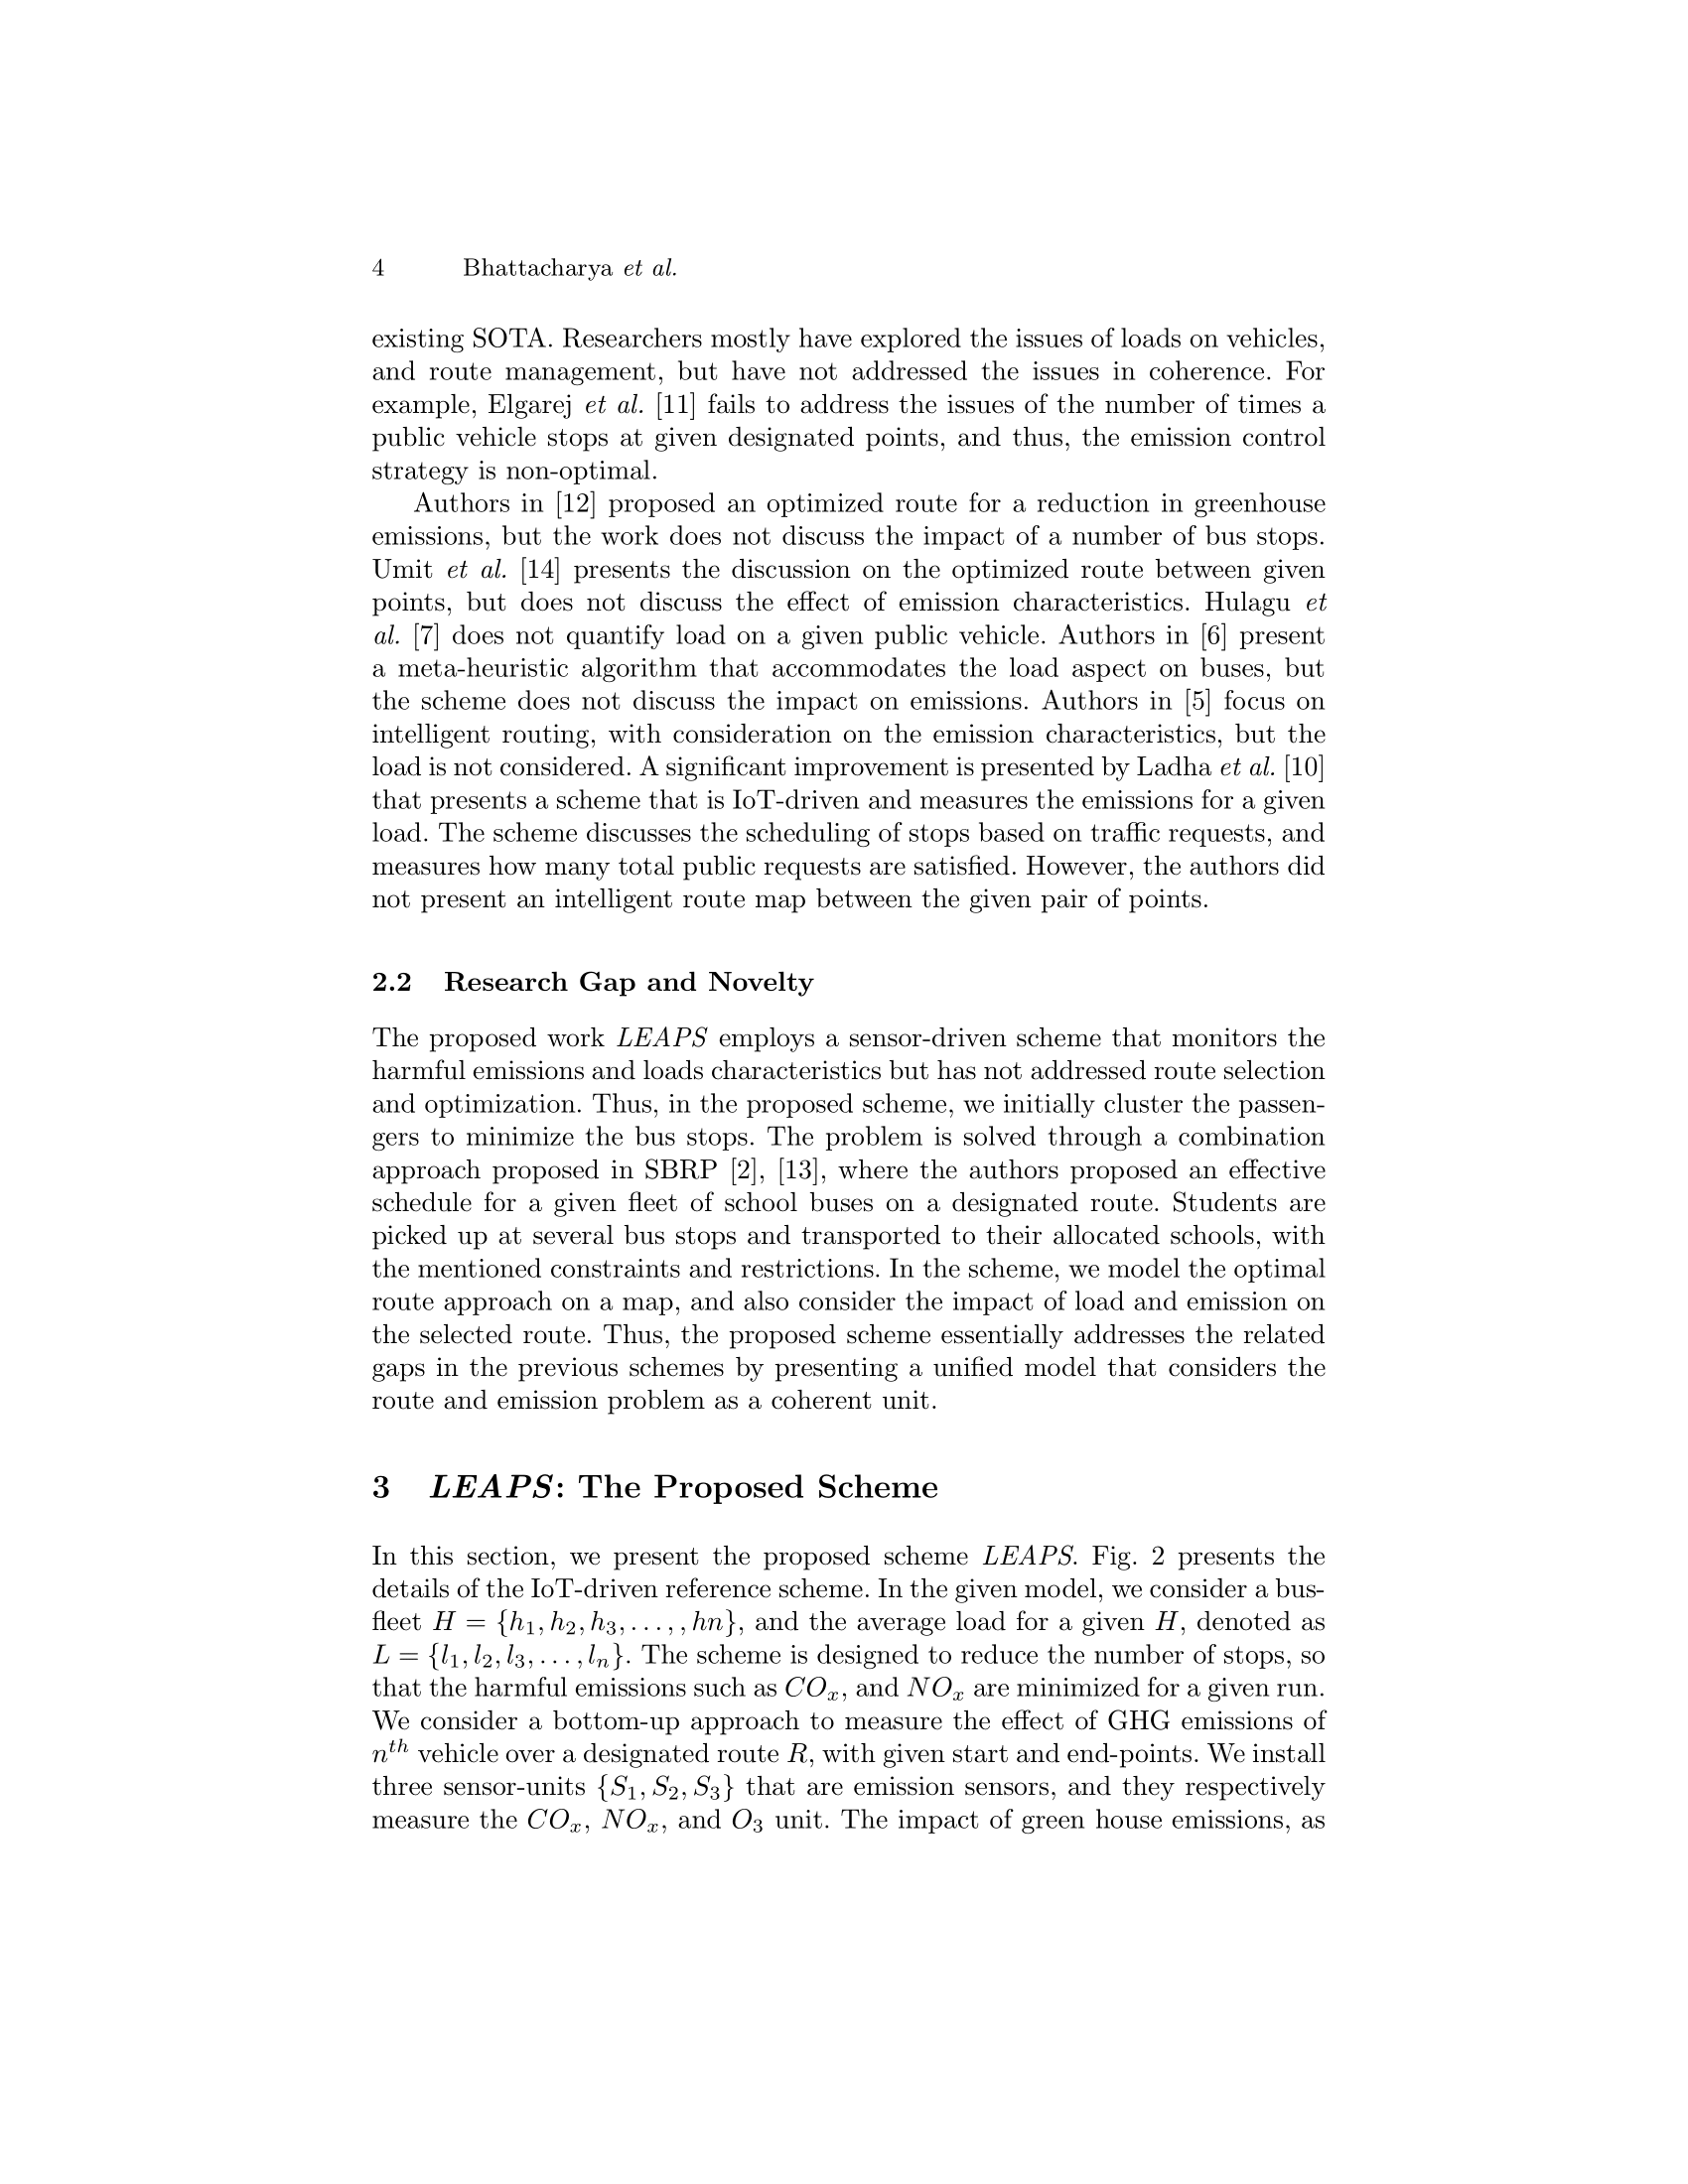 4 Bhattacharya et al.
existing SOTA. Researchers mostly have explored the issues of loads on vehicles,
and route management, but have not addressed the issues in coherence. For
example, Elgarej et al. [11] fails to address the issues of the number of times a
public vehicle stops at given designated points, and thus, the emission control
strategy is non-optimal.
Authors in [12] proposed an optimized route for a reduction in greenhouse
emissions, but the work does not discuss the impact of a number of bus stops.
Umit et al. [14] presents the discussion on the optimized route between given
points, but does not discuss the effect of emission characteristics. Hulagu et
al. [7] does not quantify load on a given public vehicle. Authors in [6] present
a meta-heuristic algorithm that accommodates the load aspect on buses, but
the scheme does not discuss the impact on emissions. Authors in [5] focus on
intelligent routing, with consideration on the emission characteristics, but the
load is not considered. A significant improvement is presented by Ladha et al. [10]
that presents a scheme that is IoT-driven and measures the emissions for a given
load. The scheme discusses the scheduling of stops based on traffic requests, and
measures how many total public requests are satisfied. However, the authors did
not present an intelligent route map between the given pair of points.
2.2 Research Gap and Novelty
The proposed work LEAPS employs a sensor-driven scheme that monitors the
harmful emissions and loads characteristics but has not addressed route selection
and optimization. Thus, in the proposed scheme, we initially cluster the passen-
gers to minimize the bus stops. The problem is solved through a combination
approach proposed in SBRP [2], [13], where the authors proposed an effective
schedule for a given fleet of school buses on a designated route. Students are
picked up at several bus stops and transported to their allocated schools, with
the mentioned constraints and restrictions. In the scheme, we model the optimal
route approach on a map, and also consider the impact of load and emission on
the selected route. Thus, the proposed scheme essentially addresses the related
gaps in the previous schemes by presenting a unified model that considers the
route and emission problem as a coherent unit.
3 LEAPS: The Proposed Scheme
In this section, we present the proposed scheme LEAPS. Fig. 2 presents the
details of the IoT-driven reference scheme. In the given model, we consider a bus-
fleet H = {h₁, h₂, h₃, . . . , , hn}, and the average load for a given H, denoted as
L = {l₁, l₂, l₃, . . . , lₙ}. The scheme is designed to reduce the number of stops, so
that the harmful emissions such as COₓ, and NOₓ are minimized for a given run.
We consider a bottom-up approach to measure the effect of GHG emissions of
nᵗʰ vehicle over a designated route R, with given start and end-points. We install
three sensor-units {S₁, S₂, S₃} that are emission sensors, and they respectively
measure the COₓ, NOₓ, and O₃ unit. The impact of green house emissions, as